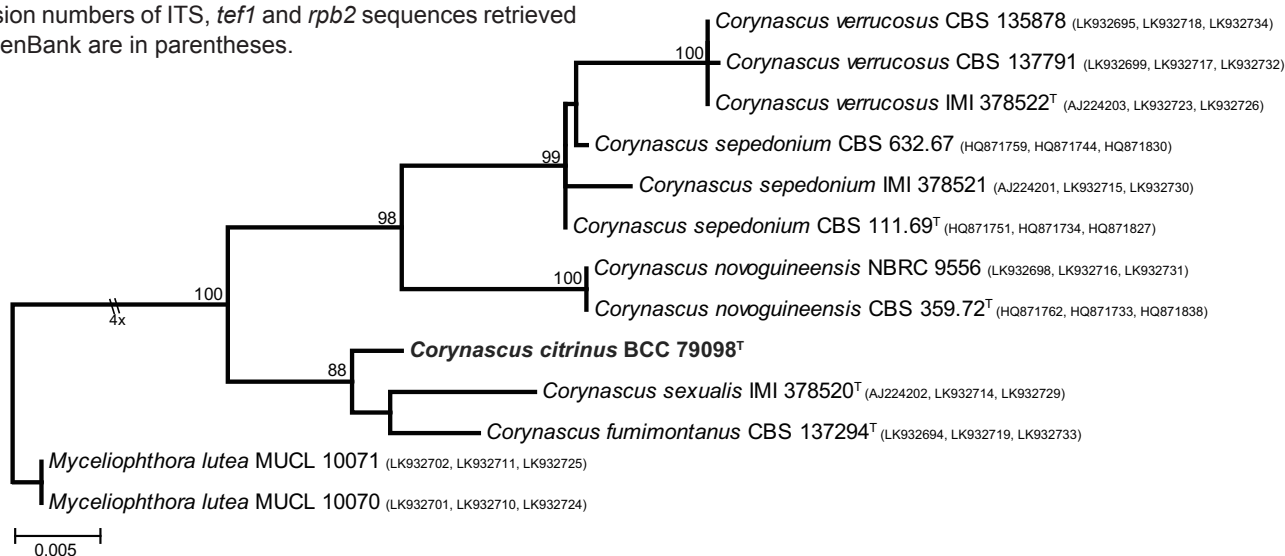 sion numbers of ITS, tef1 and rpb2 sequences retrieved
enBank are in parentheses.
Corynascus verrucosus CBS 135878 (LK932695, LK932718, LK932734)
100
Corynascus verrucosus CBS 137791 (LK932699, LK932717, LK932732)
Corynascus verrucosus IMI 378522ᵀ (AJ224203, LK932723, LK932726)
Corynascus sepedonium CBS 632.67 (HQ871759, HQ871744, HQ871830)
99
Corynascus sepedonium IMI 378521 (AJ224201, LK932715, LK932730)
98
Corynascus sepedonium CBS 111.69ᵀ (HQ871751, HQ871734, HQ871827)
Corynascus novoguineensis NBRC 9556 (LK932698, LK932716, LK932731)
100
100
Corynascus novoguineensis CBS 359.72ᵀ (HQ871762, HQ871733, HQ871838)
4x
Corynascus citrinus BCC 79098ᵀ
88
Corynascus sexualis IMI 378520ᵀ (AJ224202, LK932714, LK932729)
Corynascus fumimontanus CBS 137294ᵀ (LK932694, LK932719, LK932733)
Myceliophthora lutea MUCL 10071 (LK932702, LK932711, LK932725)
Myceliophthora lutea MUCL 10070 (LK932701, LK932710, LK932724)
0.005